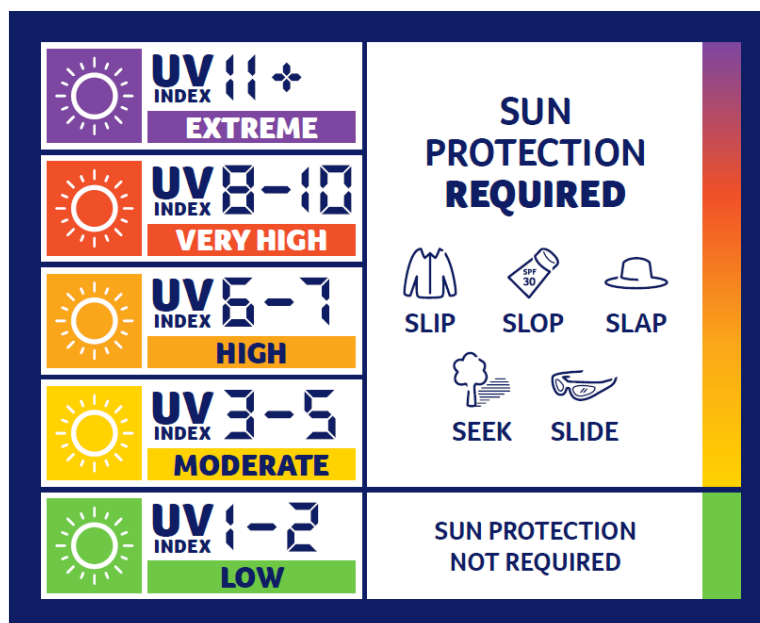 UV INDEX 11+
EXTREME
UV INDEX 8-10
VERY HIGH
UV INDEX 6-7
HIGH
UV INDEX 3-5
MODERATE
UV INDEX 1-2
LOW
SUN
PROTECTION
REQUIRED
SPF
30
SLIP SLOP SLAP
SEEK SLIDE
SUN PROTECTION
NOT REQUIRED